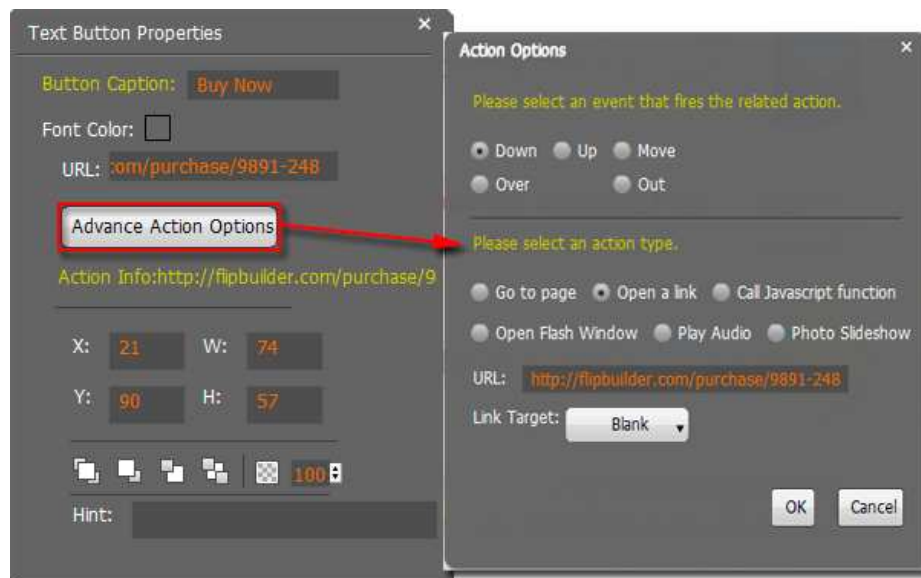 Text Button Properties
×
Button Caption: Buy Now
Font Color:
URL: :om/purchase/9891-248
Advance Action Options
Action Info:http://flipbuilder.com/purchase/9
X: 21 W: 74
Y: 90 H: 57
100
Hint:
Action Options
×
Please select an event that fires the related action.
Down Up Move
Over Out
Please select an action type.
Go to page Open a link Call Javascript function
Open Flash Window Play Audio Photo Slideshow
URL: http://flipbuilder.com/purchase/9891-248
Link Target: Blank
OK Cancel